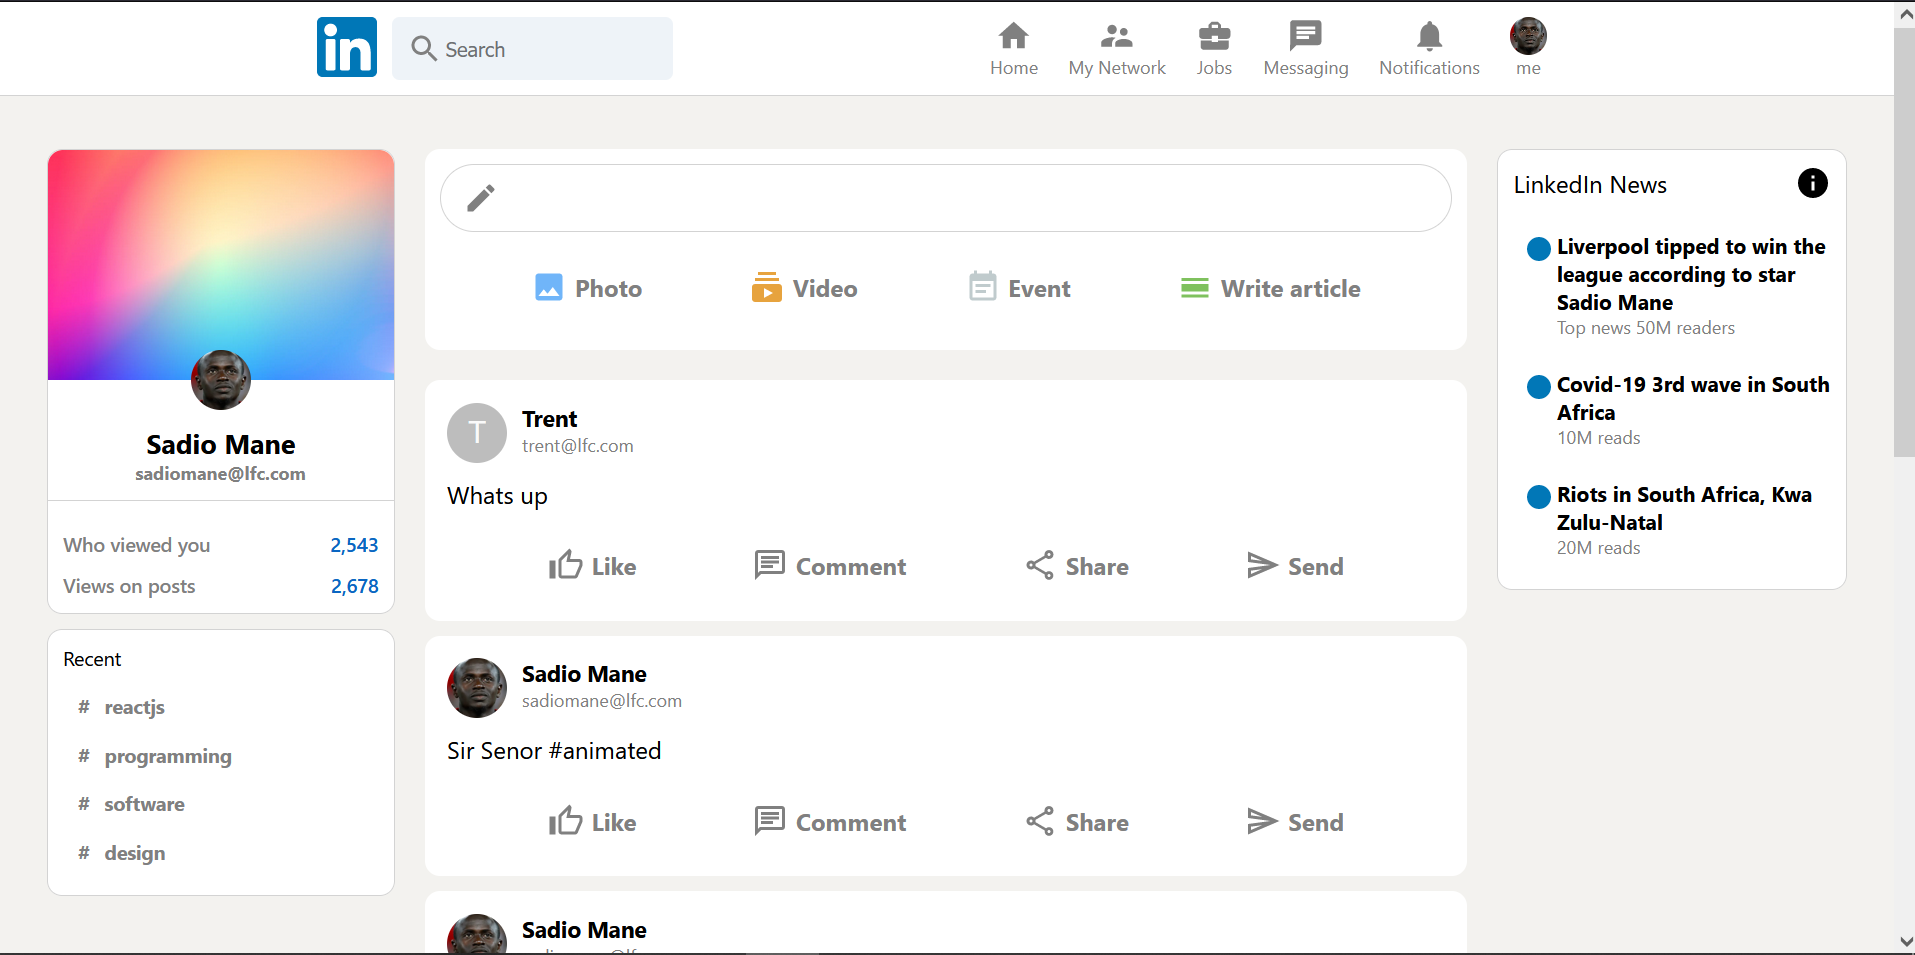 in
Search
Home
My Network
Jobs
Messaging
Notifications
me
Sadio Mane
sadiomane@lfc.com
Who viewed you 2,543
Views on posts 2,678
Recent
# reactjs
# programming
# software
# design
Photo
Video
Event
Write article
T
Trent
trent@lfc.com
Whats up
Like
Comment
Share
Send
Sadio Mane
sadiomane@lfc.com
Sir Senor #animated
Like
Comment
Share
Send
Sadio Mane
LinkedIn News
Liverpool tipped to win the
league according to star
Sadio Mane
Top news 50M readers
Covid-19 3rd wave in South
Africa
10M reads
Riots in South Africa, Kwa
Zulu-Natal
20M reads